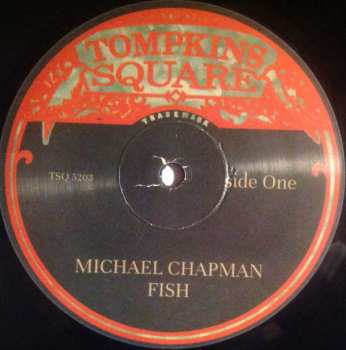 TOMPKINS
SQUARE
TRADEMARK
TSQ 5203
side One
MICHAEL CHAPMAN
FISH